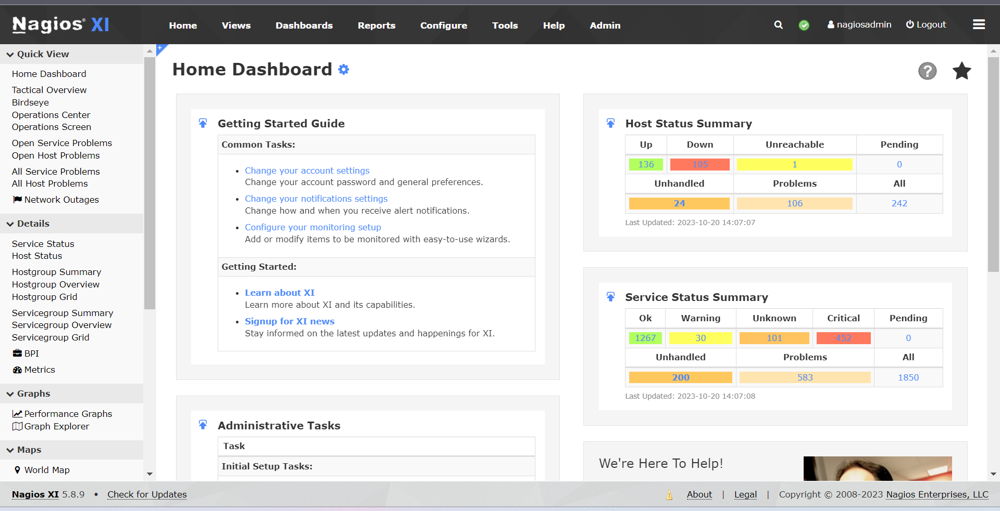 Nagios® XI
Home Views Dashboards Reports Configure Tools Help Admin
nagiosadmin Logout
Quick View
Home Dashboard
Tactical Overview
Birdseye
Operations Center
Operations Screen
Open Service Problems
Open Host Problems
All Service Problems
All Host Problems
Network Outages
Details
Service Status
Host Status
Hostgroup Summary
Hostgroup Overview
Hostgroup Grid
Servicegroup Summary
Servicegroup Overview
Servicegroup Grid
BPI
Metrics
Graphs
Performance Graphs
Graph Explorer
Maps
World Map
Home Dashboard
Getting Started Guide
Common Tasks:
Change your account settings
Change your account password and general preferences.
Change your notifications settings
Change how and when you receive alert notifications.
Configure your monitoring setup
Add or modify items to be monitored with easy-to-use wizards.
Getting Started:
Learn about XI
Learn more about XI and its capabilities.
Signup for XI news
Stay informed on the latest updates and happenings for XI.
Administrative Tasks
Task
Initial Setup Tasks:
Host Status Summary
Up Down Unreachable Pending
136 105 1 0
Unhandled Problems All
24 106 242
Last Updated: 2023-10-20 14:07:07
Service Status Summary
Ok Warning Unknown Critical Pending
1267 30 101 452 0
Unhandled Problems All
200 583 1850
Last Updated: 2023-10-20 14:07:08
We're Here To Help!
Nagios XI 5.8.9 • Check for Updates
About | Legal | Copyright © 2008-2023 Nagios Enterprises, LLC